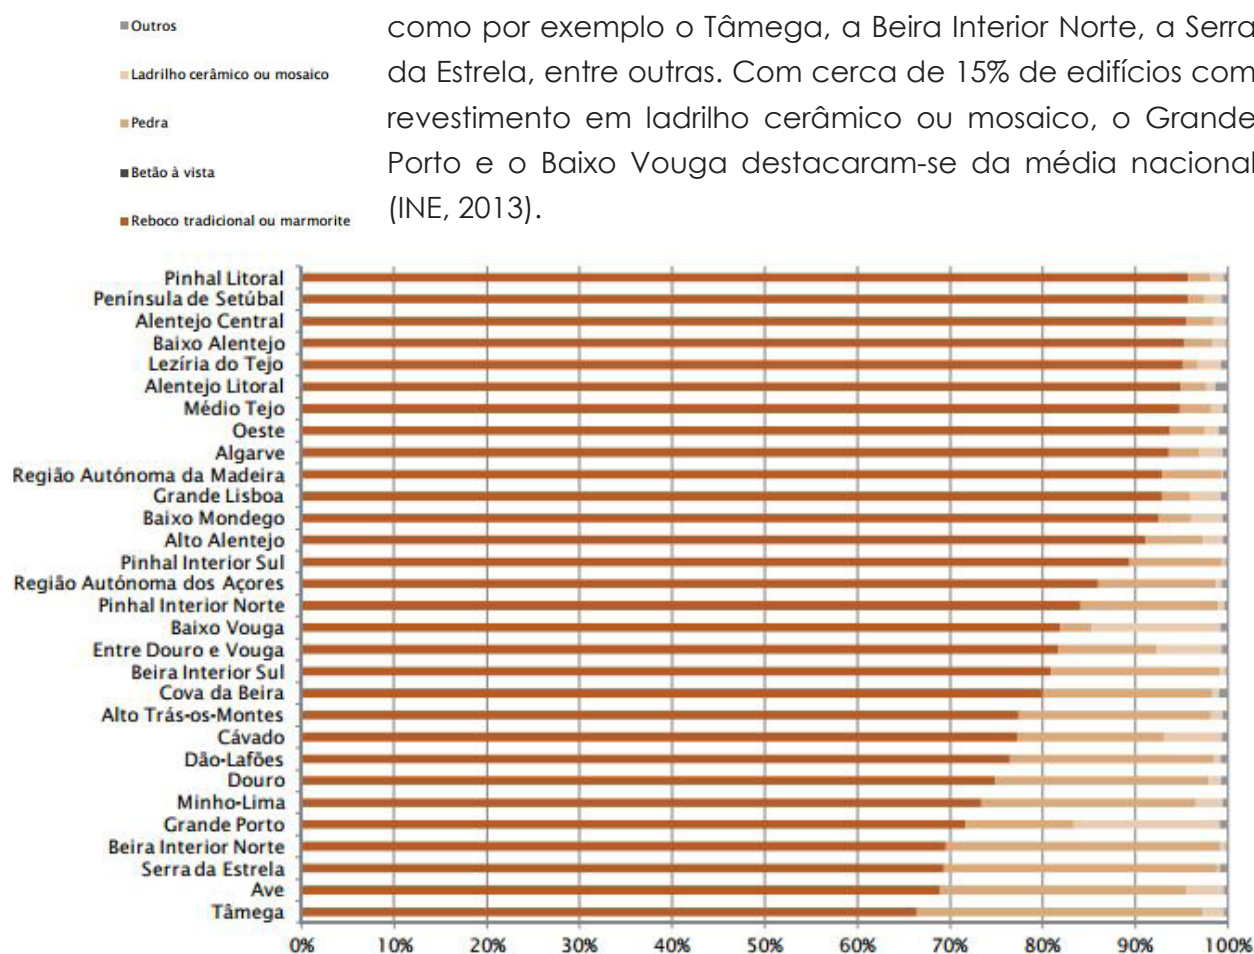 Outros
Ladrilho cerâmico ou mosaico
Pedra
Betão à vista
Reboco tradicional ou marmorite
como por exemplo o Tâmega, a Beira Interior Norte, a Serra
da Estrela, entre outras. Com cerca de 15% de edifícios com
revestimento em ladrilho cerâmico ou mosaico, o Grande
Porto e o Baixo Vouga destacaram-se da média nacional
(INE, 2013).
Pinhal Litoral
Península de Setúbal
Alentejo Central
Baixo Alentejo
Lezíria do Tejo
Alentejo Litoral
Médio Tejo
Oeste
Algarve
Região Autónoma da Madeira
Grande Lisboa
Baixo Mondego
Alto Alentejo
Pinhal Interior Sul
Região Autónoma dos Açores
Pinhal Interior Norte
Baixo Vouga
Entre Douro e Vouga
Beira Interior Sul
Cova da Beira
Alto Trás-os-Montes
Cávado
Dão-Lafões
Douro
Minho-Lima
Grande Porto
Beira Interior Norte
Serra da Estrela
Ave
Tâmega
0% 10% 20% 30% 40% 50% 60% 70% 80% 90% 100%